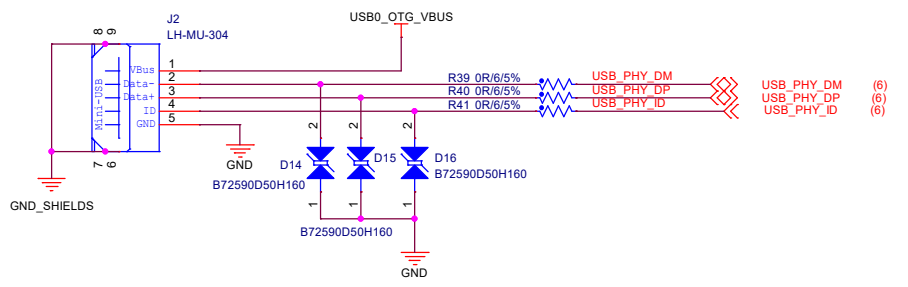 J2
LH-MU-304
USB0_OTG_VBUS
8
9
Mini-USB
VBus
1
Data-
2
Data+
3
ID
4
GND
5
7
6
R39 0R/6/5%
R40 0R/6/5%
R41 0R/6/5%
USB_PHY_DM
USB_PHY_DP
USB_PHY_ID
USB_PHY_DM (6)
USB_PHY_DP (6)
USB_PHY_ID (6)
GND
GND_SHIELDS
2
2
2
D14
D15
D16
B72590D50H160
B72590D50H160
1
1
1
B72590D50H160
GND